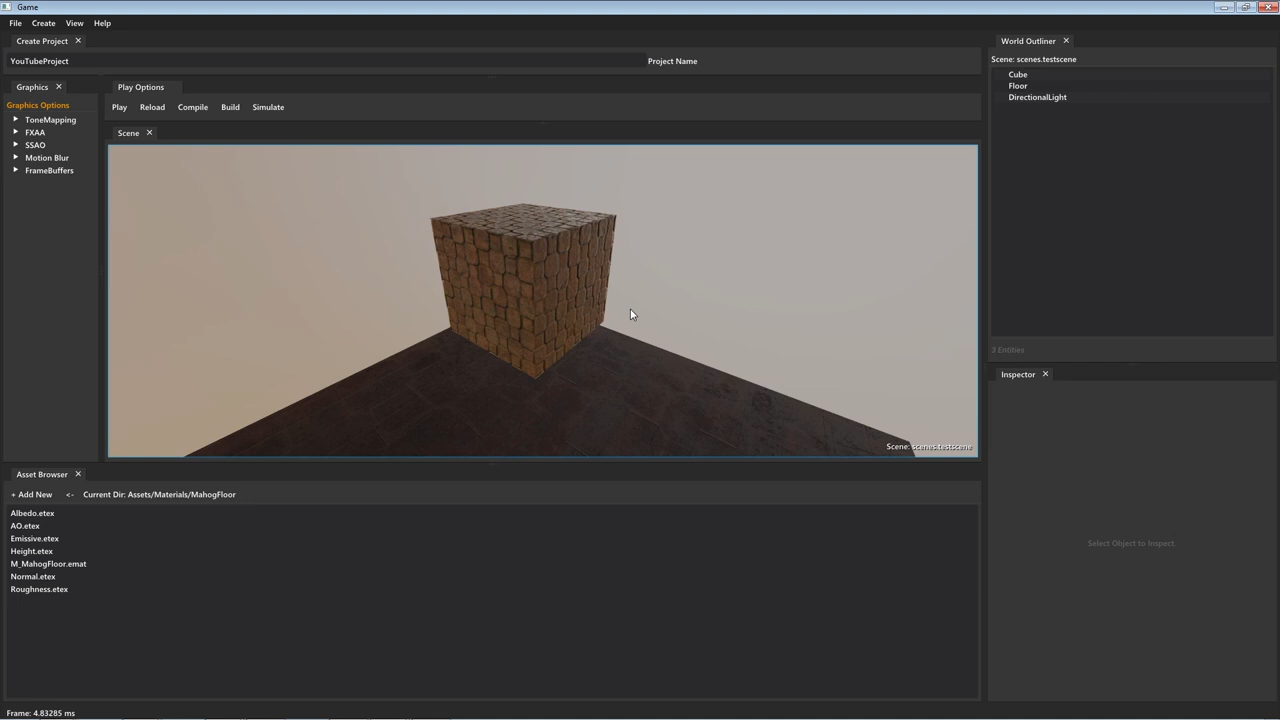 Game
File Create View Help
Create Project
YouTubeProject Project Name
Graphics
Graphics Options
ToneMapping
FXAA
SSAO
Motion Blur
FrameBuffers
Play Options
Play Reload Compile Build Simulate
Scene
Scene: scenes.testscene
World Outliner
Scene: scenes.testscene
Cube
Floor
DirectionalLight
3 Entities
Inspector
Select Object to Inspect.
Asset Browser
+ Add New <- Current Dir: Assets/Materials/MahogFloor
Albedo.etex
AO.etex
Emissive.etex
Height.etex
M_MahogFloor.emat
Normal.etex
Roughness.etex
Frame: 4.83285 ms